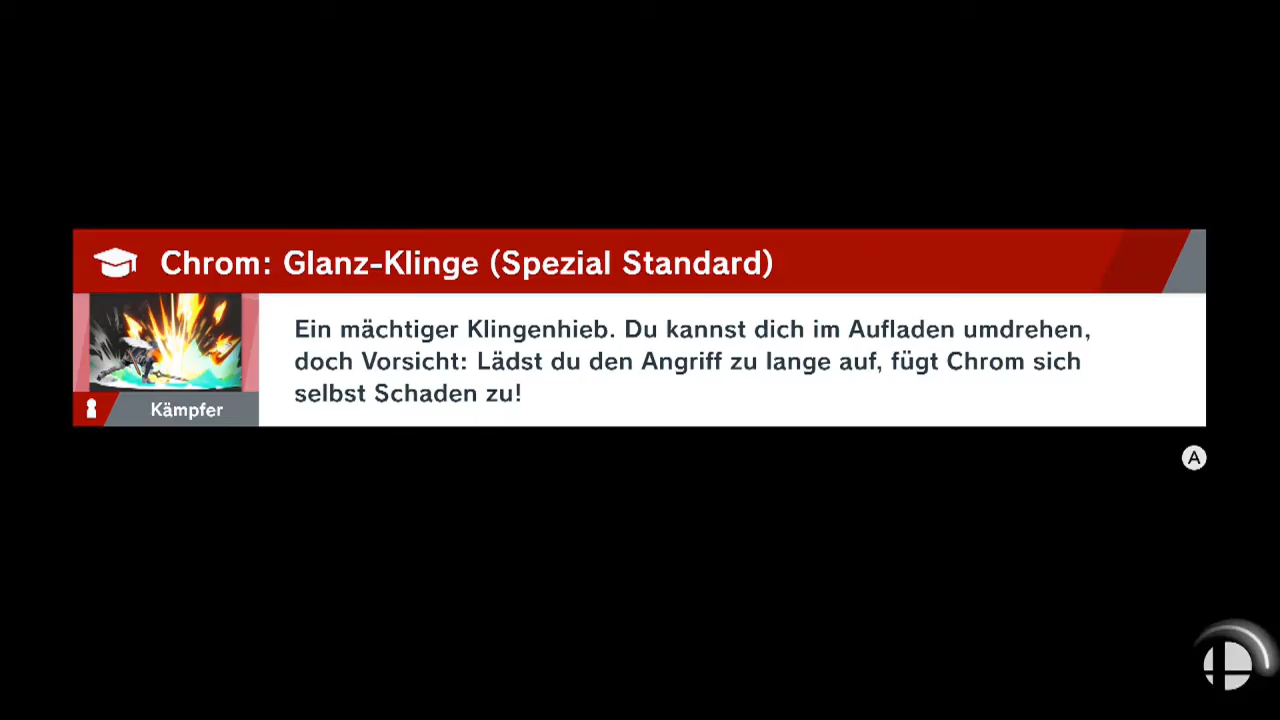 Chrom: Glanz-Klinge (Spezial Standard)
Ein mächtiger Klingenhieb. Du kannst dich im Aufladen umdrehen,
doch Vorsicht: Lädst du den Angriff zu lange auf, fügt Chrom sich
selbst Schaden zu!
Kämpfer
A